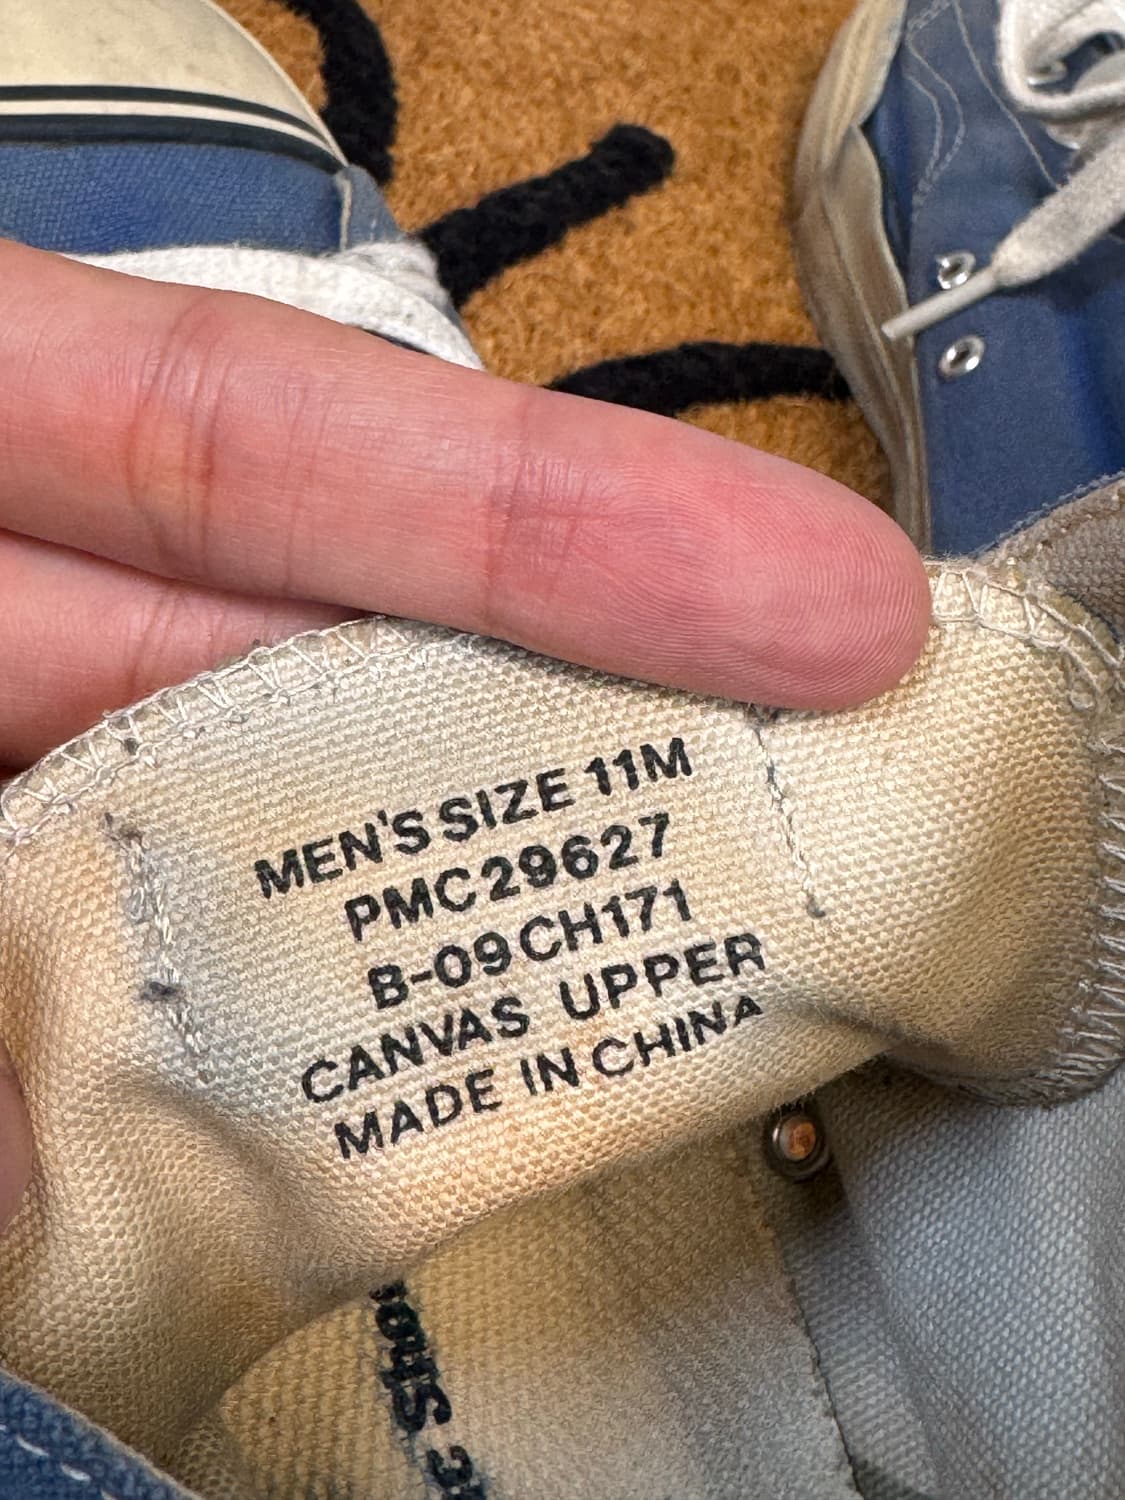 MEN'S SIZE 11M
PMC29627
B-09CH171
CANVAS UPPER
MADE IN CHINA